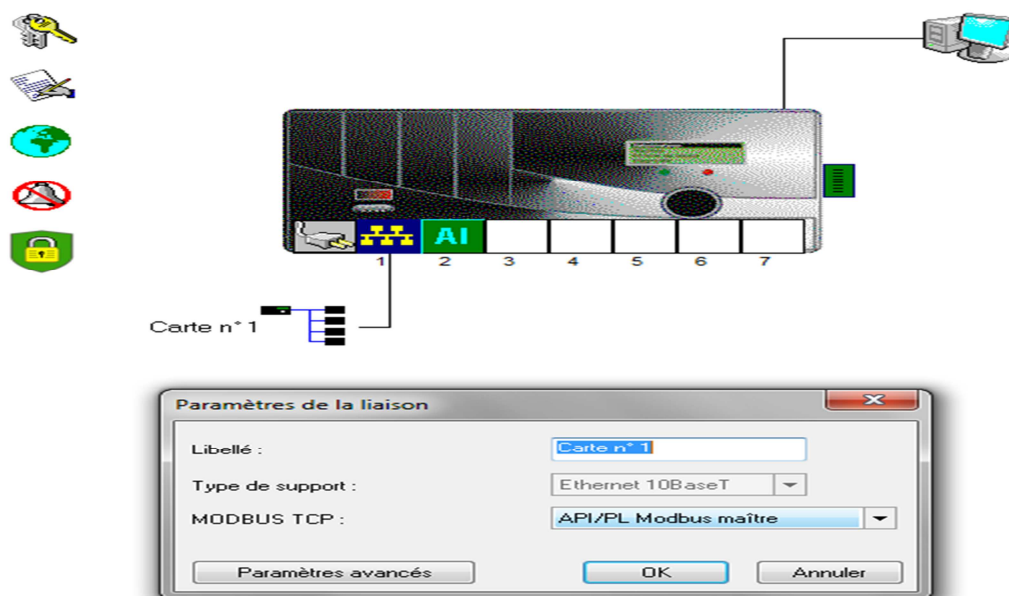 AI
1 2 3 4 5 6 7
Carte n° 1
Paramètres de la liaison
Libellé :
Carte n° 1
Type de support :
Ethernet 10BaseT
MODBUS TCP :
API/PL Modbus maître
Paramètres avancés
OK
Annuler